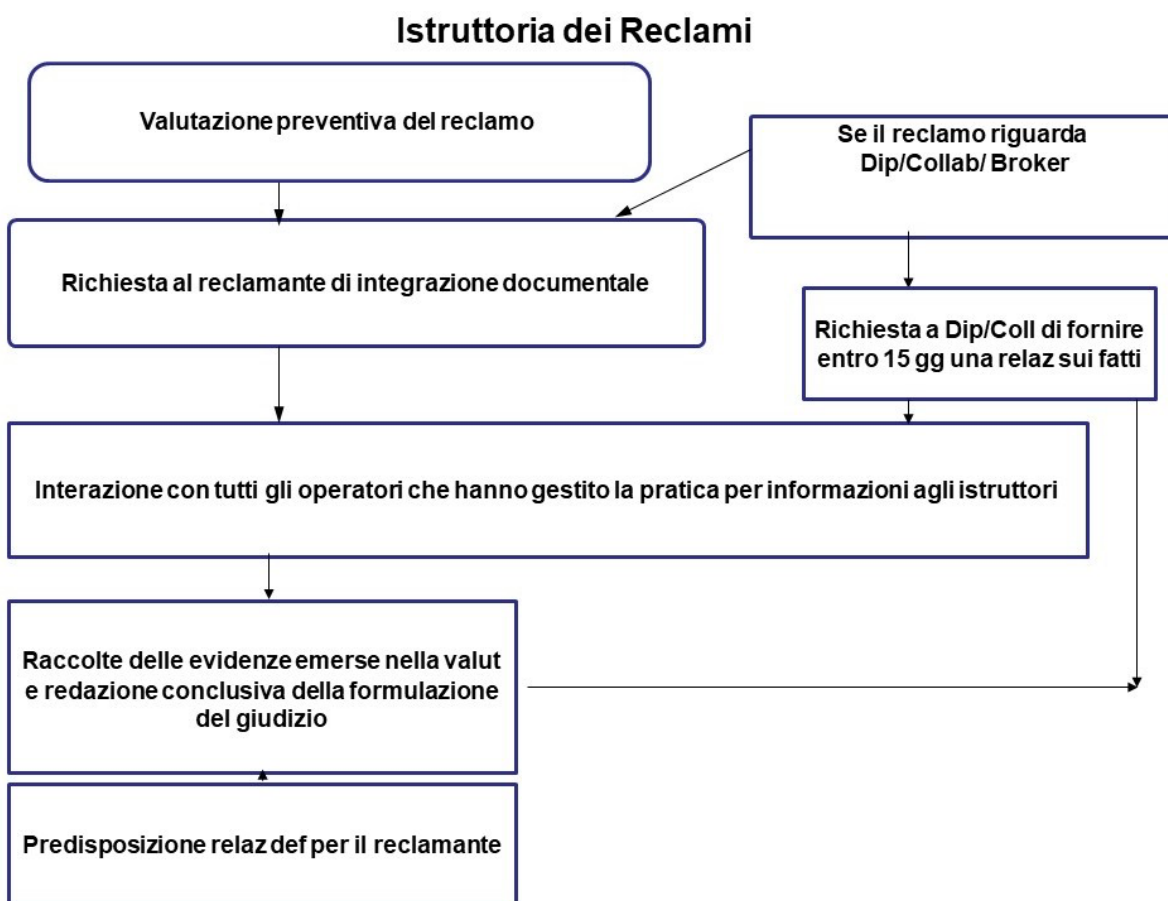 Istruttoria dei Reclami
Valutazione preventiva del reclamo
Se il reclamo riguarda
Dip/Collab/ Broker
Richiesta al reclamante di integrazione documentale
Richiesta a Dip/Coll di fornire
entro 15 gg una relaz sui fatti
Interazione con tutti gli operatori che hanno gestito la pratica per informazioni agli istruttori
Raccolte delle evidenze emerse nella valut
e redazione conclusiva della formulazione
del giudizio
Predisposizione relaz def per il reclamante